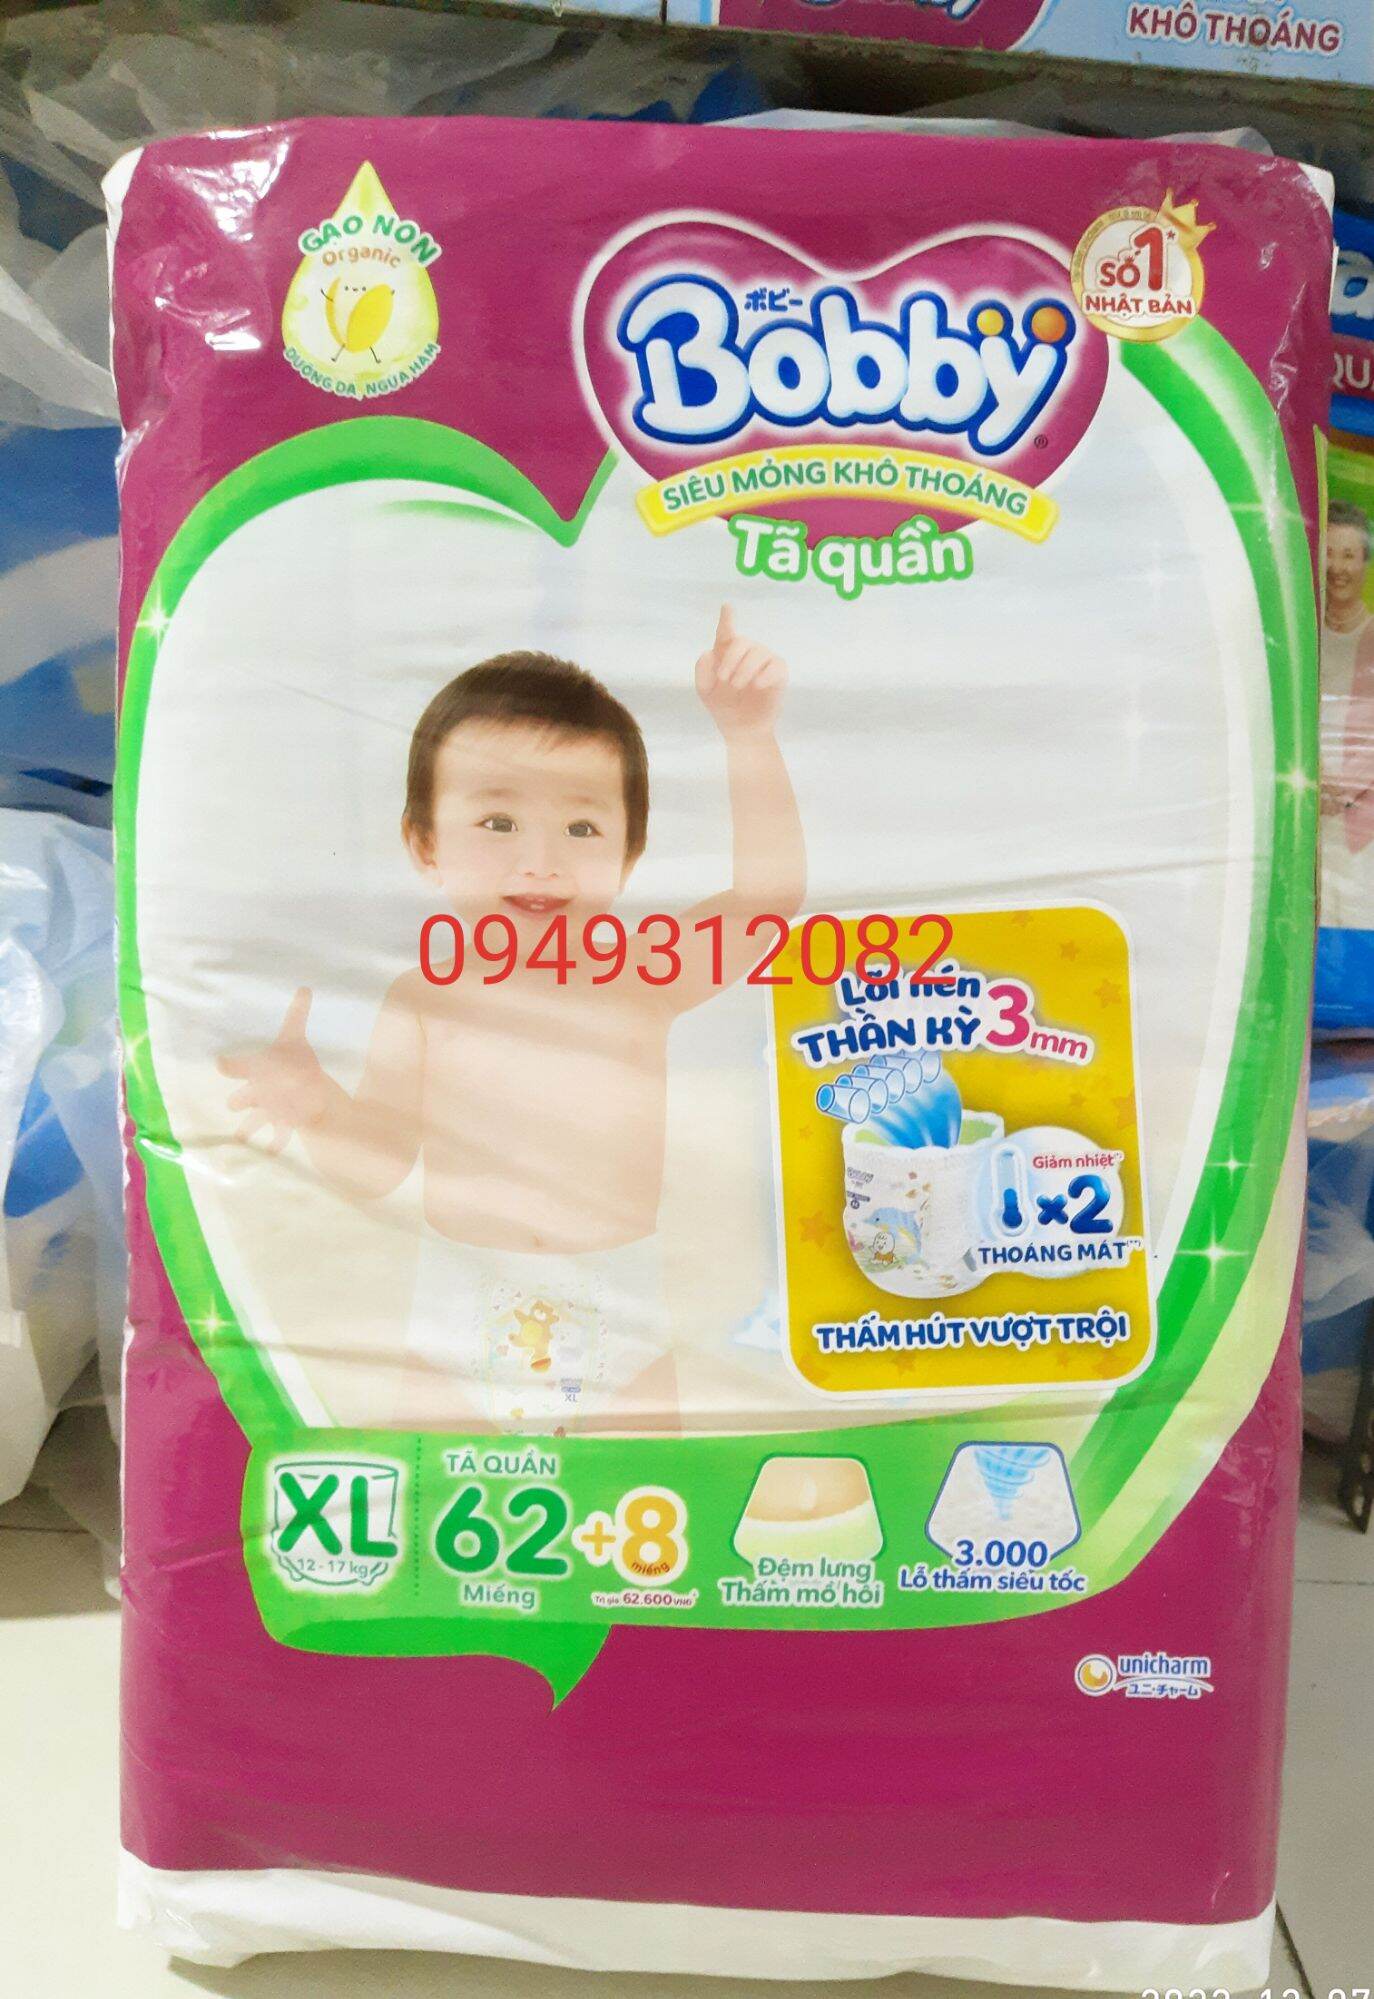 KHÔ THOÁNG
GẠO NON
Organic
DƯỠNG DA, NGỪA HĂM
ボビー
Bobby
®
SỐ 1*
NHẬT BẢN
SIÊU MỎNG KHÔ THOÁNG
Tã quần
0949312082
Lõi nén
THẦN KỲ 3mm
Giảm nhiệt(*)
x2
THOÁNG MÁT(**)
THẤM HÚT VƯỢT TRỘI
XL
XL
12 - 17 kg
TÃ QUẦN
62 + 8
Miếng
miếng
Trị giá 62.600 VNĐ*
Đệm lưng
Thấm mồ hôi
3.000
Lỗ thấm siêu tốc
unicharm
ユニ・チャーム